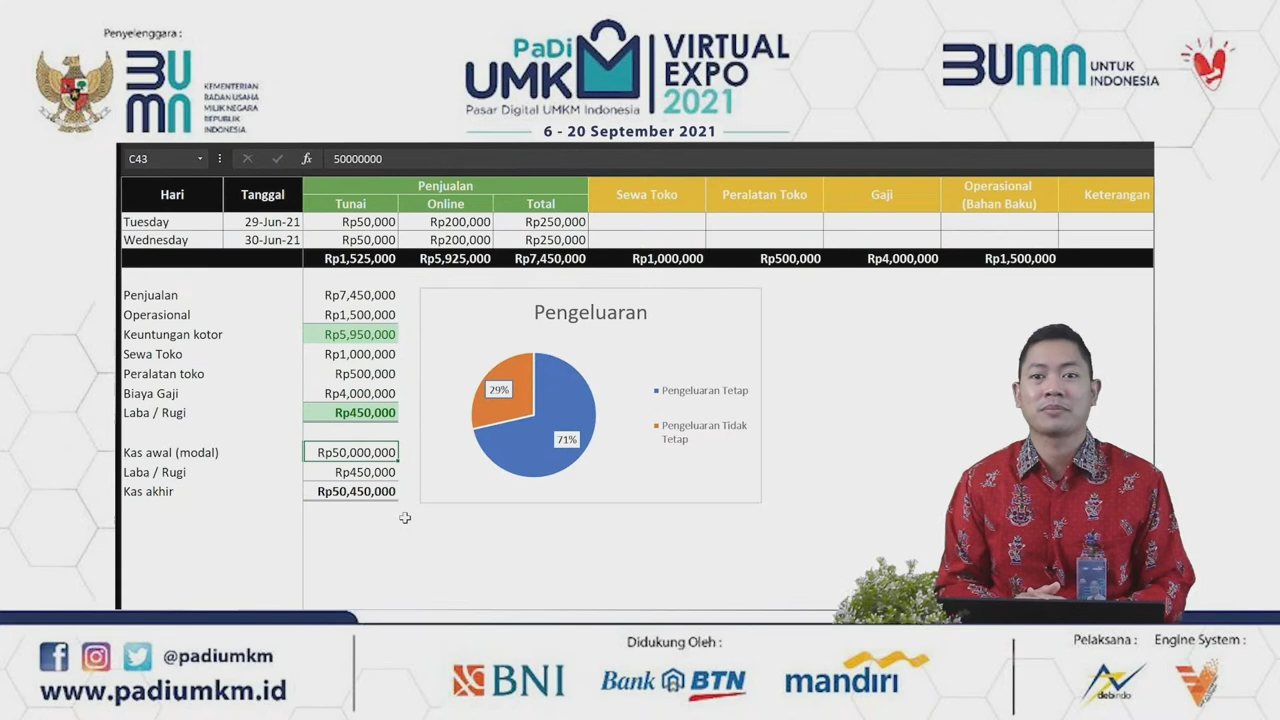 Penyelenggara :
BUMN
KEMENTERIAN
BADAN USAHA
MILIK NEGARA
REPUBLIK
INDONESIA
PaDi
UMKM
Pasar Digital UMKM Indonesia
VIRTUAL
EXPO
2021
6 - 20 September 2021
BUMN
UNTUK
INDONESIA
C43 fx 50000000
Hari Tanggal Penjualan Sewa Toko Peralatan Toko Gaji Operasional (Bahan Baku) Keterangan
Tunai Online Total
Tuesday 29-Jun-21 Rp50,000 Rp200,000 Rp250,000
Wednesday 30-Jun-21 Rp50,000 Rp200,000 Rp250,000
Rp1,525,000 Rp5,925,000 Rp7,450,000 Rp1,000,000 Rp500,000 Rp4,000,000 Rp1,500,000
Penjualan Rp7,450,000
Operasional Rp1,500,000
Keuntungan kotor Rp5,950,000
Sewa Toko Rp1,000,000
Peralatan toko Rp500,000
Biaya Gaji Rp4,000,000
Laba / Rugi Rp450,000
Kas awal (modal) Rp50,000,000
Laba / Rugi Rp450,000
Kas akhir Rp50,450,000
Pengeluaran
29%
71%
Pengeluaran Tetap
Pengeluaran Tidak
Tetap
@padiumkm
www.padiumkm.id
Didukung Oleh :
BNI
Bank BTN
mandiri
Pelaksana :
debindo
Engine System :